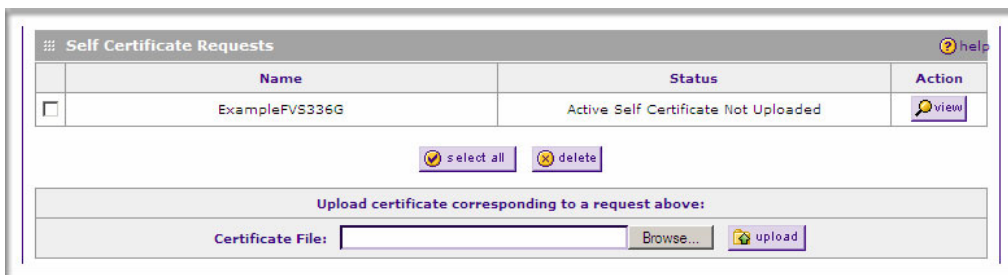 Self Certificate Requests help
Name Status Action
ExampleFVS336G Active Self Certificate Not Uploaded view
select all delete
Upload certificate corresponding to a request above:
Certificate File: Browse... upload